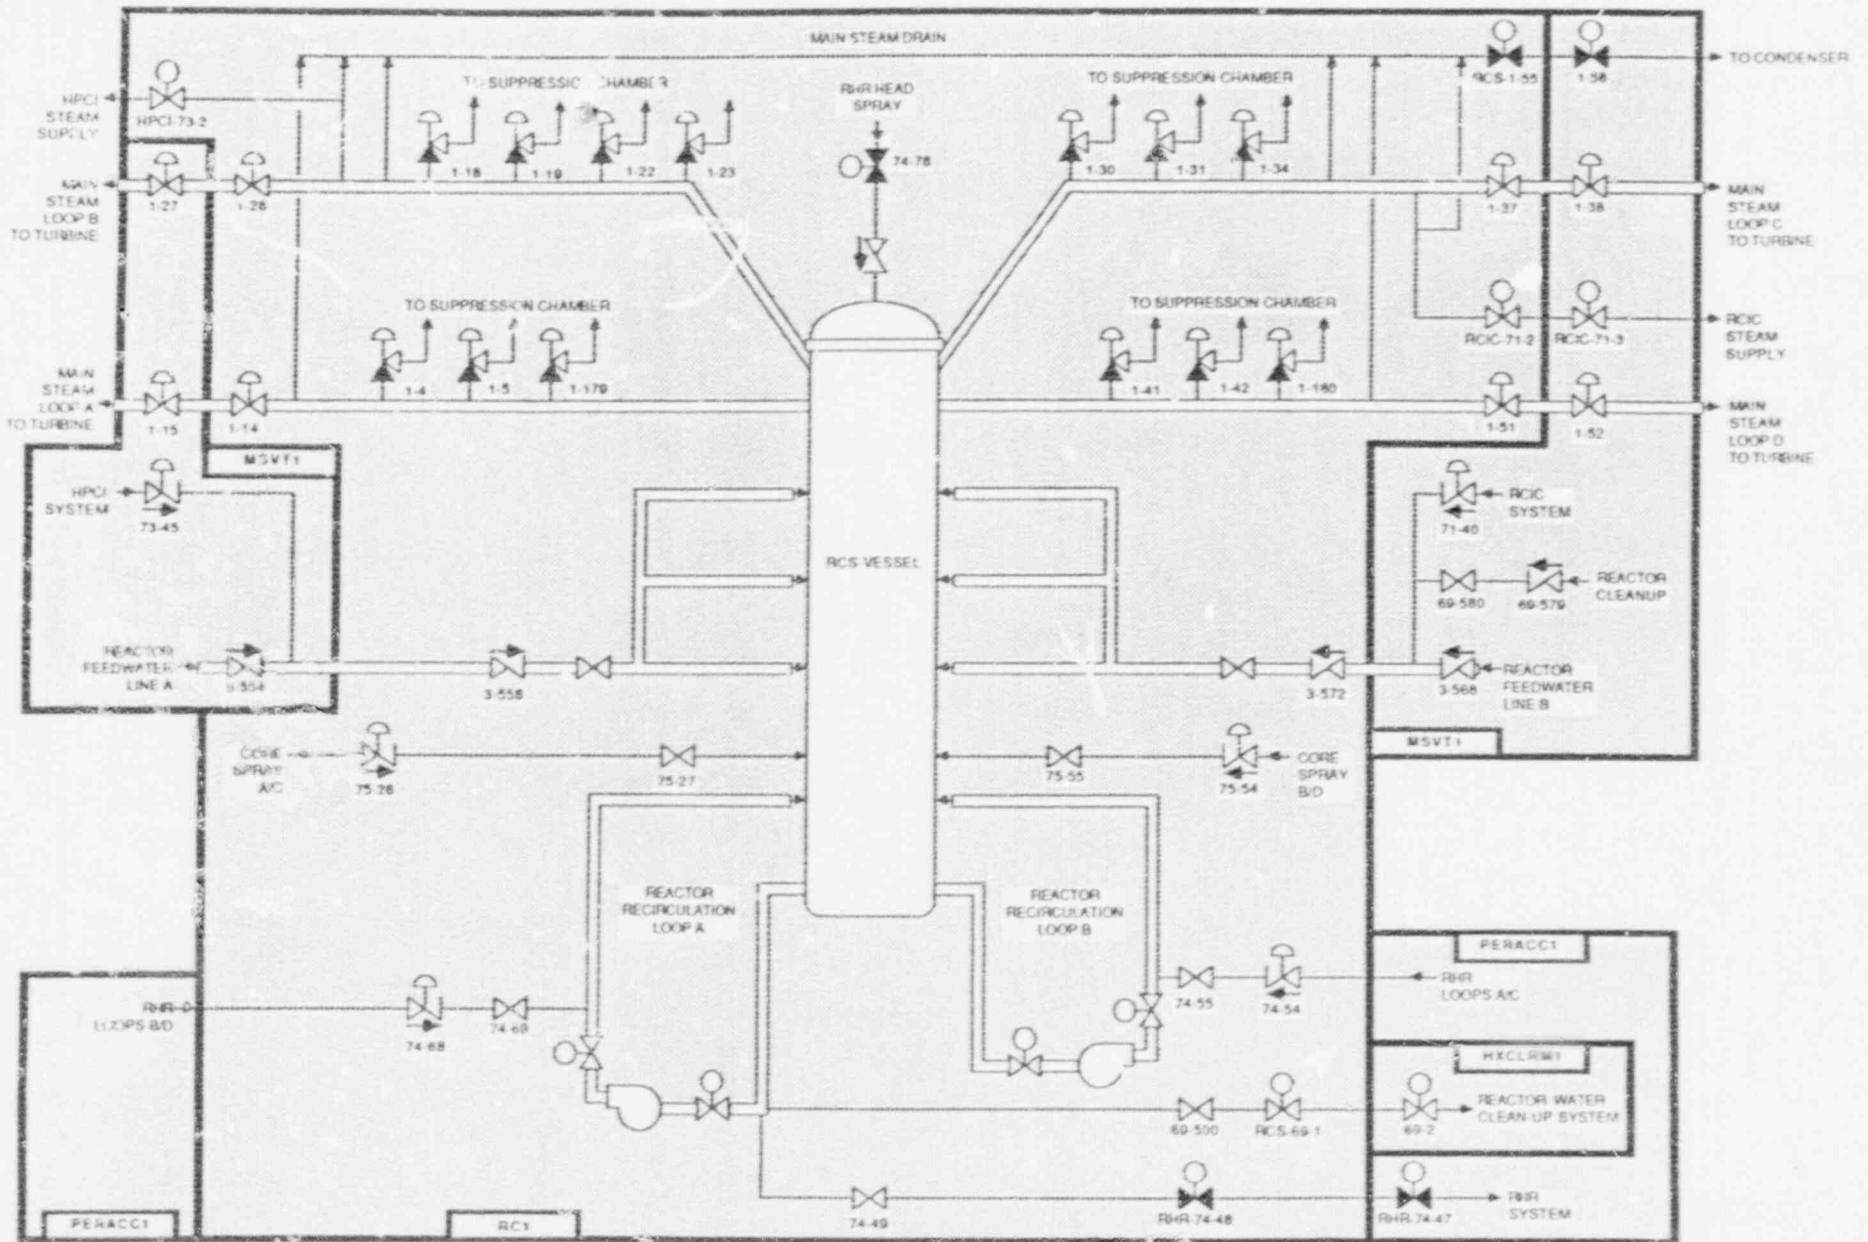 MAIN STEAM DRAIN
RCS-1-55
1-56
TO CONDENSER
HPCI
STEAM
SUPPLY
HPCI-73-2
TO SUPPRESSION CHAMBER
1-18
1-19
1-22
1-23
RHR HEAD
SPRAY
74-78
TO SUPPRESSION CHAMBER
1-30
1-31
1-34
MAIN
STEAM
LOOP B
TO TURBINE
1-27
1-26
1-37
1-38
MAIN
STEAM
LOOP C
TO TURBINE
TO SUPPRESSION CHAMBER
1-4
1-5
1-179
TO SUPPRESSION CHAMBER
1-41
1-42
1-180
RCIC-71-2
RCIC-71-3
RCIC
STEAM
SUPPLY
MAIN
STEAM
LOOP A
TO TURBINE
1-15
1-14
1-51
1-52
MAIN
STEAM
LOOP D
TO TURBINE
MSVT1
HPCI
SYSTEM
73-45
RCIC
SYSTEM
71-40
RCS VESSEL
69-580
69-579
REACTOR
CLEANUP
REACTOR
FEEDWATER
LINE A
3-554
3-558
3-572
3-568
REACTOR
FEEDWATER
LINE B
MSVT1
CORE
SPRAY
A/C
75-26
75-27
75-55
75-54
CORE
SPRAY
B/D
REACTOR
RECIRCULATION
LOOP A
REACTOR
RECIRCULATION
LOOP B
PERACC1
RHR
LOOPS B/D
74-68
74-69
74-55
74-54
RHR
LOOPS A/C
HXCLRM1
69-500
RCS-69-1
69-2
REACTOR WATER
CLEAN-UP SYSTEM
74-49
RHR-74-48
RHR-74-47
RHR
SYSTEM
PERACC1
RC1